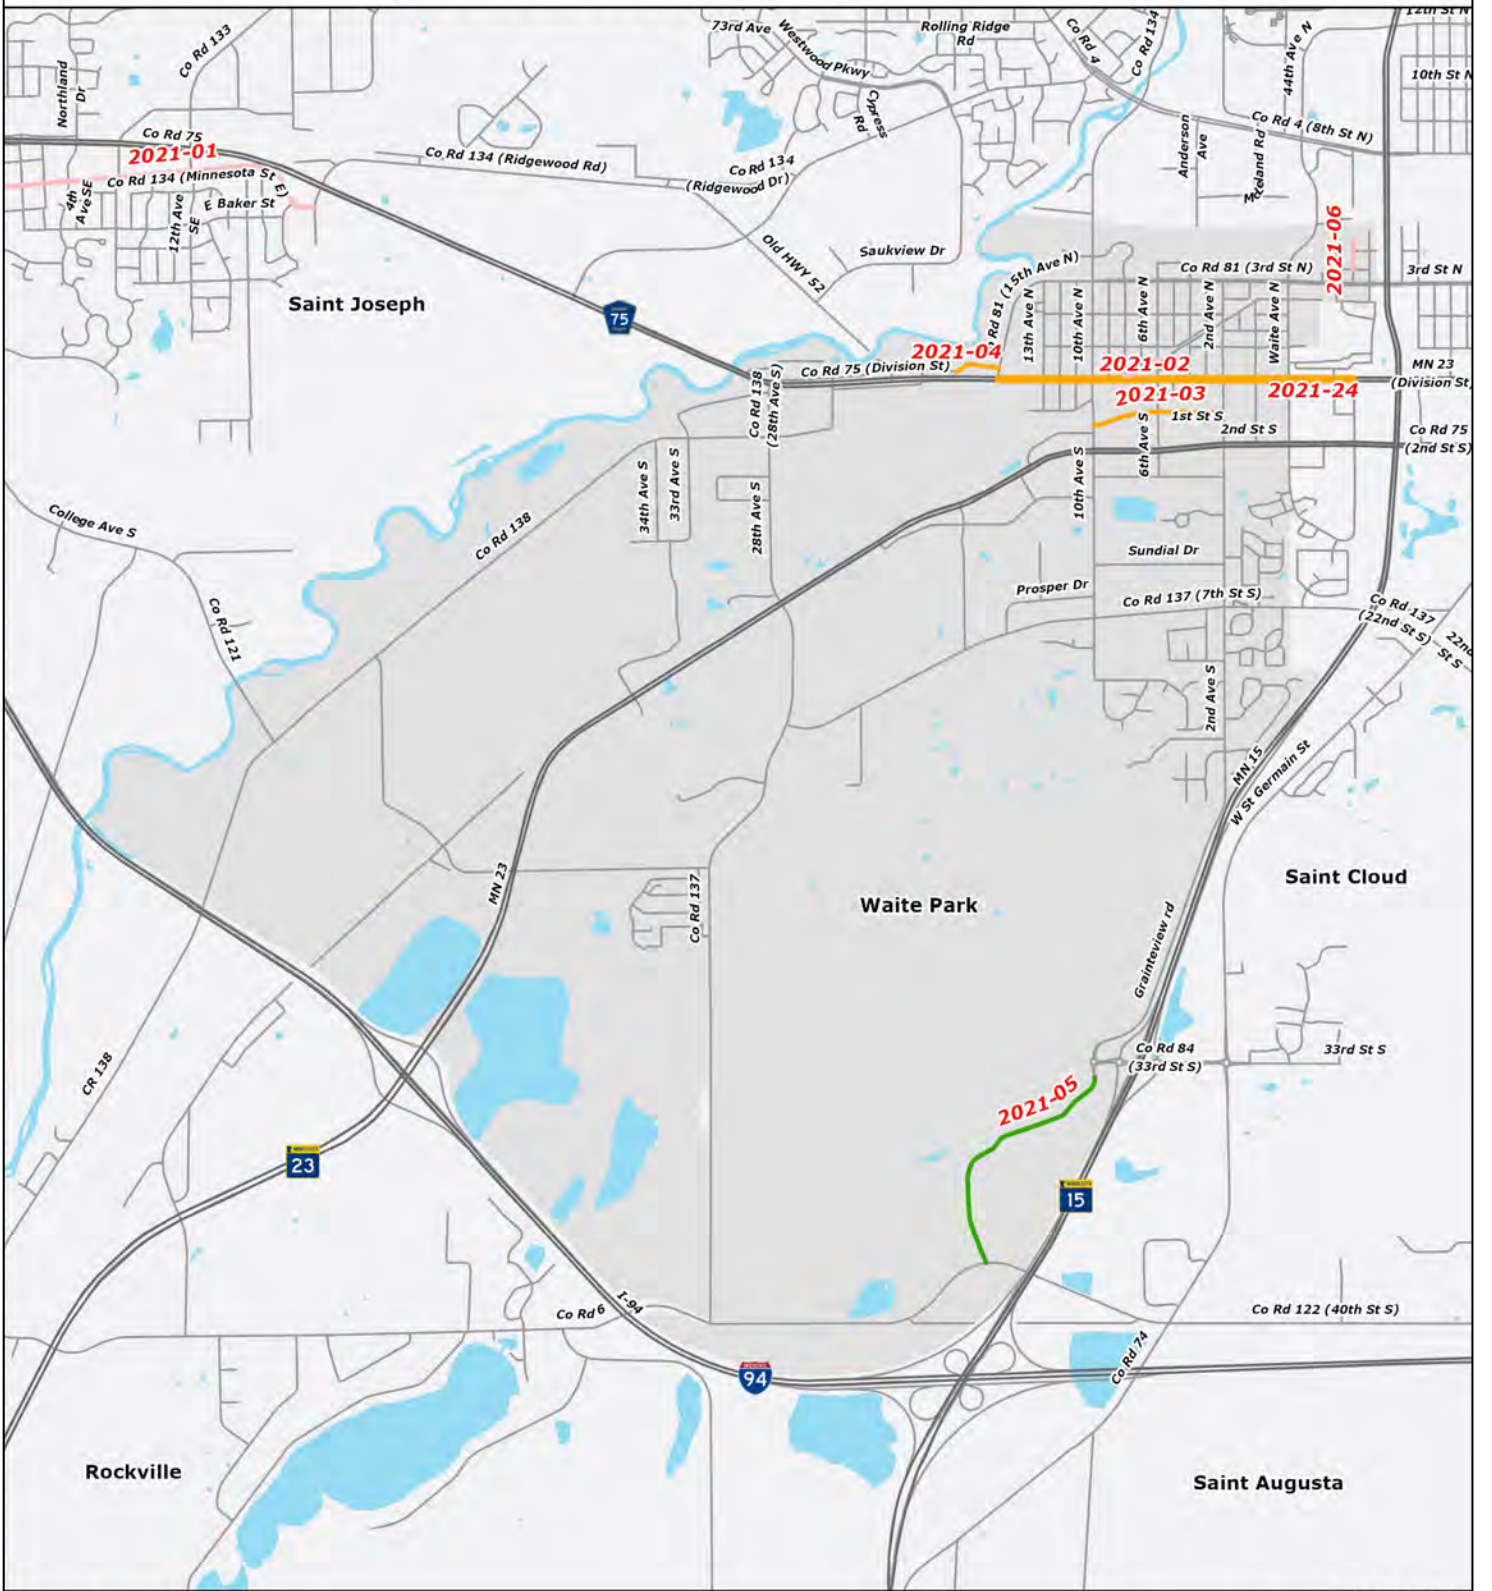 12th St N
73rd Ave
Westwood Pkwy
Rolling Ridge
Rd
Co Rd 4
Co Rd 134
44th Ave N
Co Rd 133
Northland
Dr
10th St N
Cypress
Rd
Co Rd 4 (8th St N)
Anderson
Ave
McLeland Rd
Co Rd 75
2021-01
Co Rd 134 (Minnesota St E)
Co Rd 134 (Ridgewood Rd)
Co Rd 134
(Ridgewood Dr)
4th
Ave SE
12th Ave
SE
E Baker St
Old HWY 52
Saukview Dr
2021-06
Co Rd 81 (3rd St N)
3rd St N
Rd 81 (15th Ave N)
13th Ave N
10th Ave N
6th Ave N
2nd Ave N
Waite Ave N
Saint Joseph
75
2021-04
2021-02
Co Rd 75 (Division St)
MN 23
(Division St)
2021-24
2021-03
Co Rd 138
(28th Ave S)
1st St S
2nd St S
6th Ave S
Co Rd 75
(2nd St S)
34th Ave S
33rd Ave S
28th Ave S
10th Ave S
College Ave S
Co Rd 138
Sundial Dr
Prosper Dr
Co Rd 137 (7th St S)
Co Rd 137
(22nd St S)
22nd
St S
Co Rd 121
2nd Ave S
MN 15
W St Germain St
MN 23
Co Rd 137
Waite Park
Saint Cloud
Grainteview rd
Co Rd 84
(33rd St S)
33rd St S
CR 138
2021-05
23
15
Co Rd 6
I-94
Co Rd 122 (40th St S)
Co Rd 74
94
Rockville
Saint Augusta